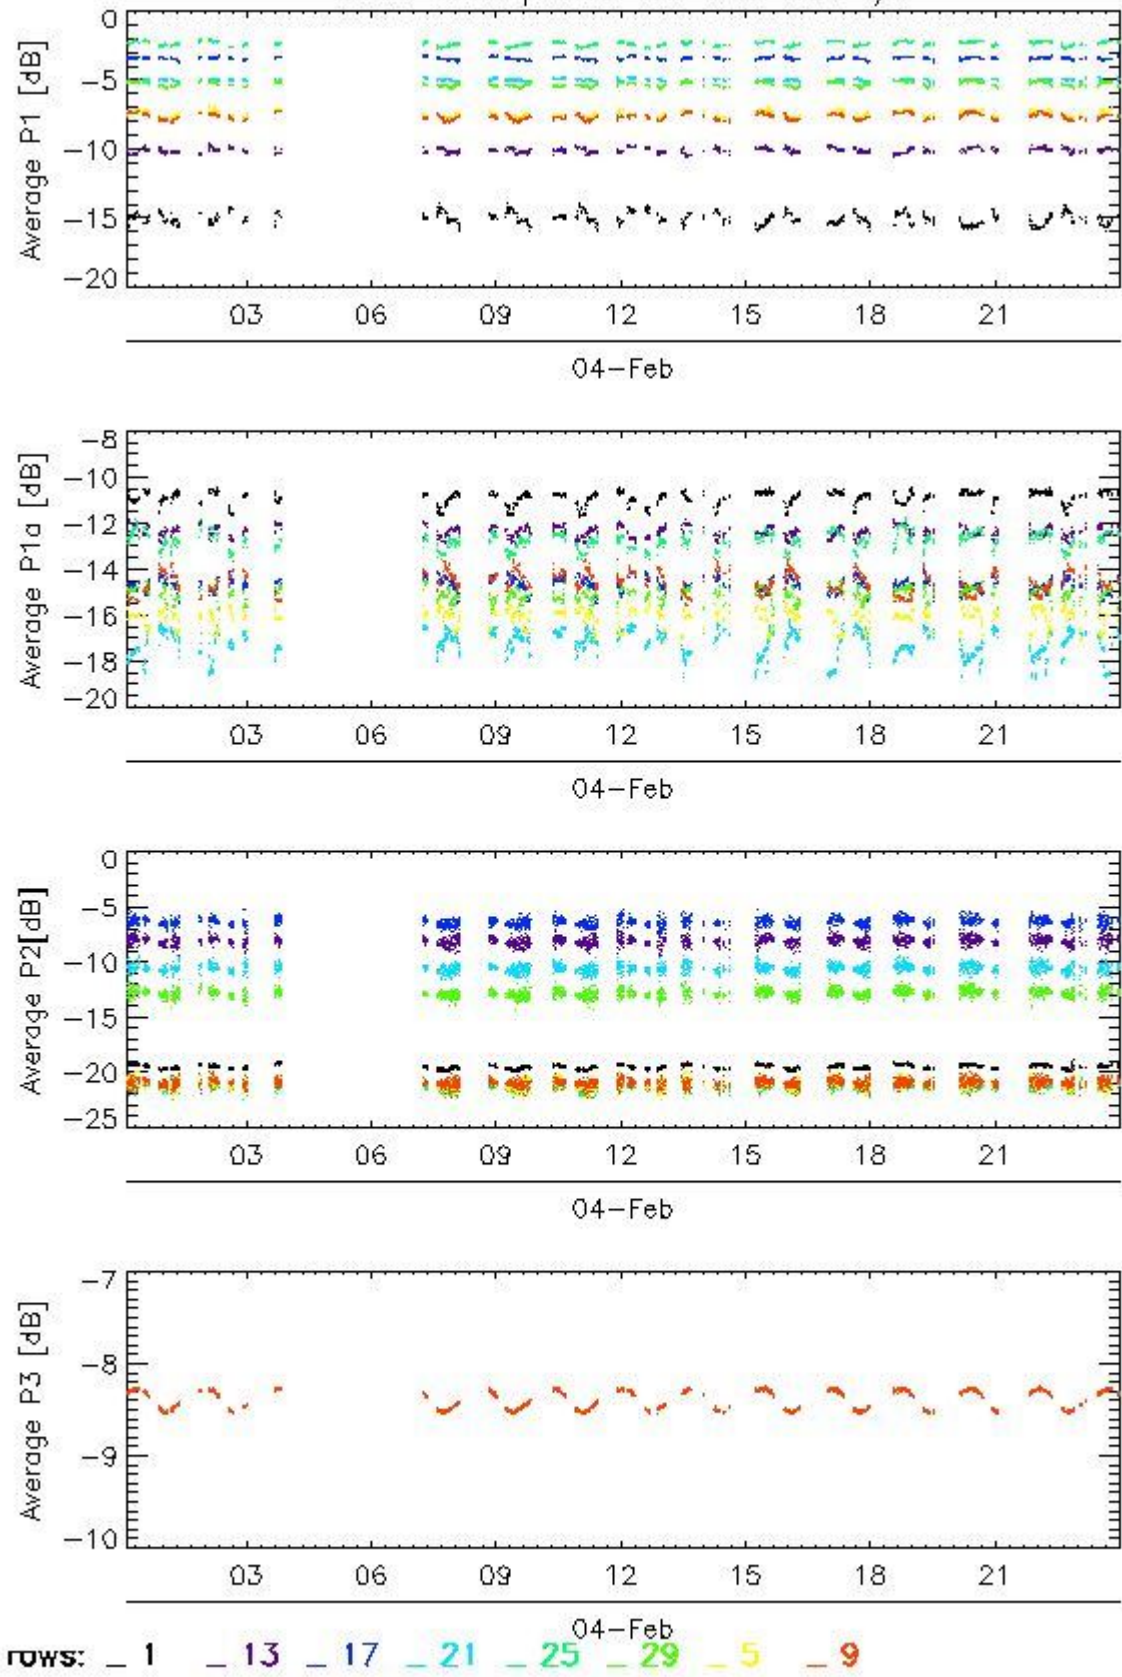 0
−5
−10
−15
−20
Average P1 [dB]
03 06 09 12 15 18 21
04−Feb
−8
−10
−12
−14
−16
−18
−20
Average P1a [dB]
03 06 09 12 15 18 21
04−Feb
0
−5
−10
−15
−20
−25
Average P2[dB]
03 06 09 12 15 18 21
04−Feb
−7
−8
−9
−10
Average P3 [dB]
03 06 09 12 15 18 21
04−Feb
rows: _ 1 _ 13 _ 17 _ 21 _ 25 _ 29 _ 5 _ 9